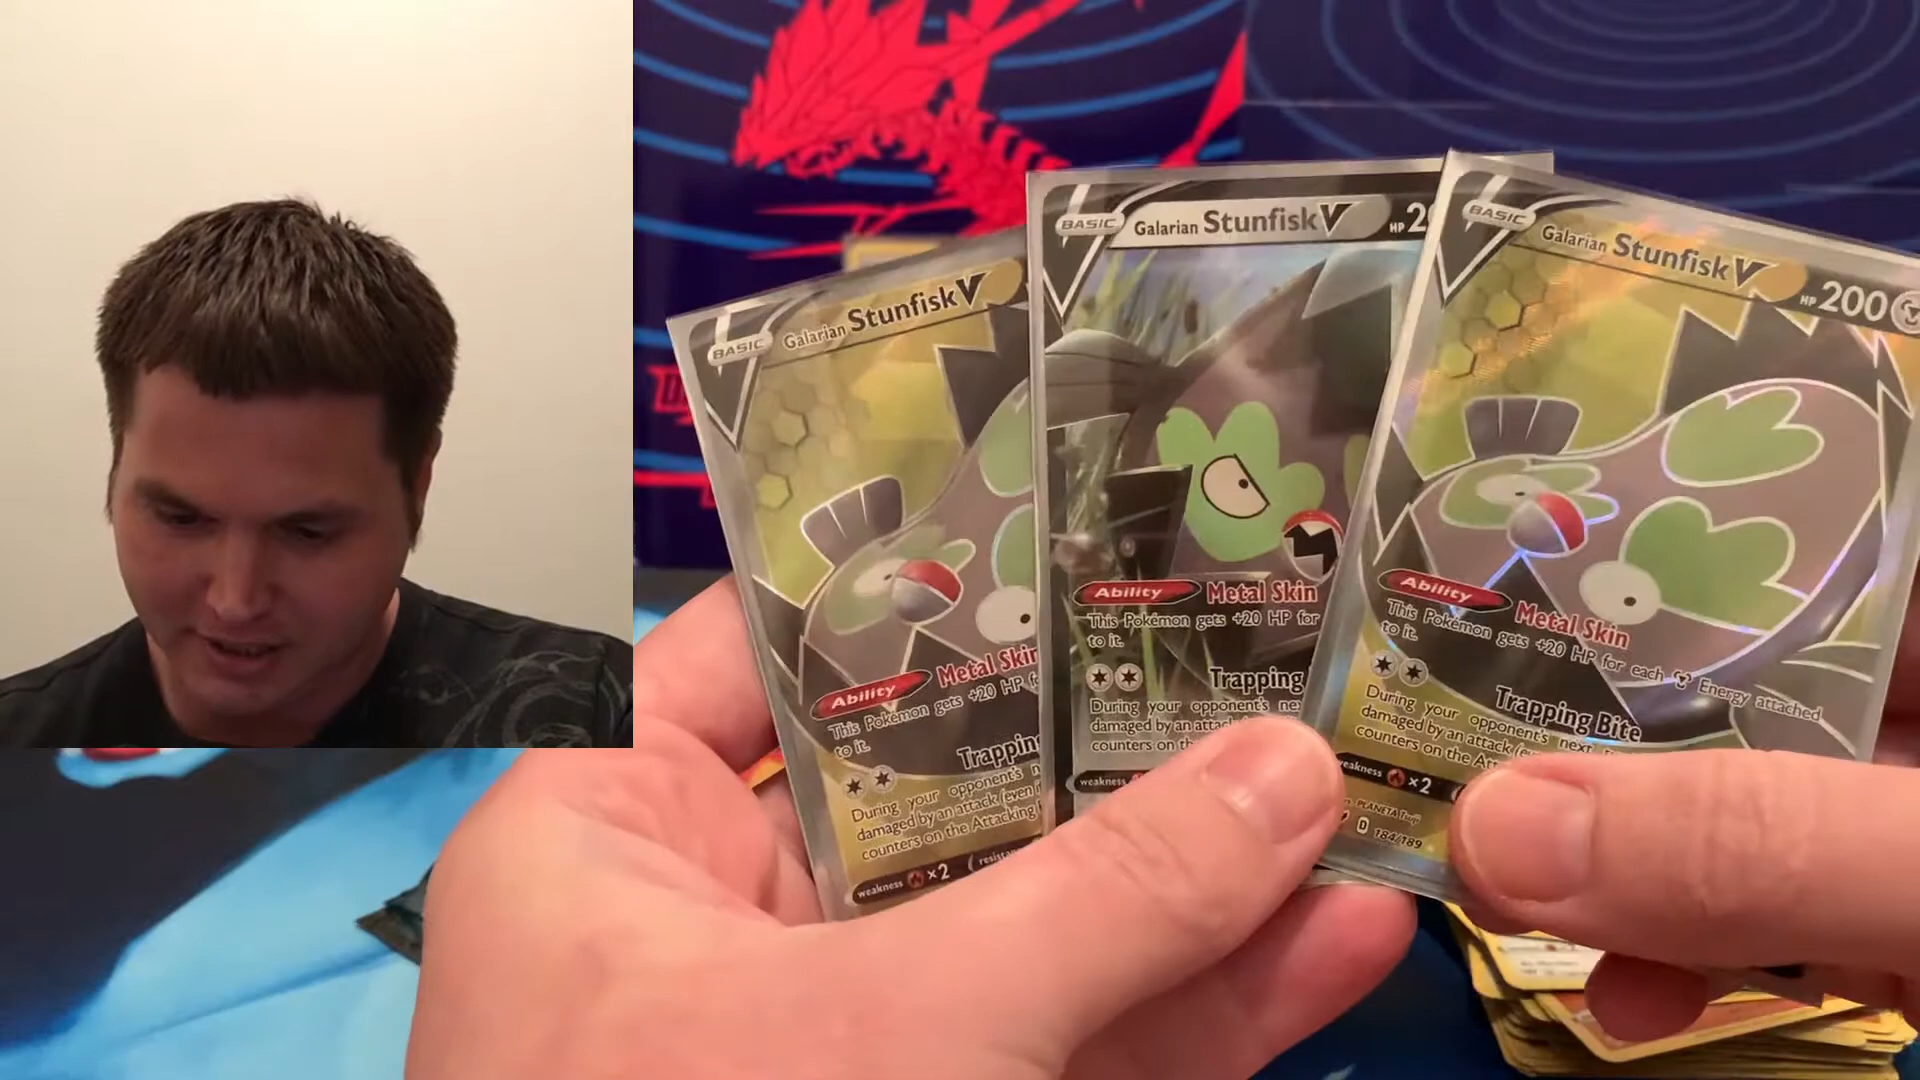 BASIC Galarian Stunfisk V
Ability Metal Skin
This Pokémon gets +20 HP
to it.
Trapping
During your opponent's
damaged by an attack (even
counters on the Attacking
weakness ×2
BASIC Galarian Stunfisk V HP
Ability Metal Skin
This Pokémon gets +20 HP for
to it.
Trapping
During your opponent's
damaged by an attack
counters on
weakness
BASIC Galarian Stunfisk V HP 200
Ability Metal Skin
This Pokémon gets +20 HP for each Energy attached
to it.
Trapping Bite
During your opponent's next
damaged by an attack
counters on the
weakness ×2
PLANETA Tsuji
D 184/189